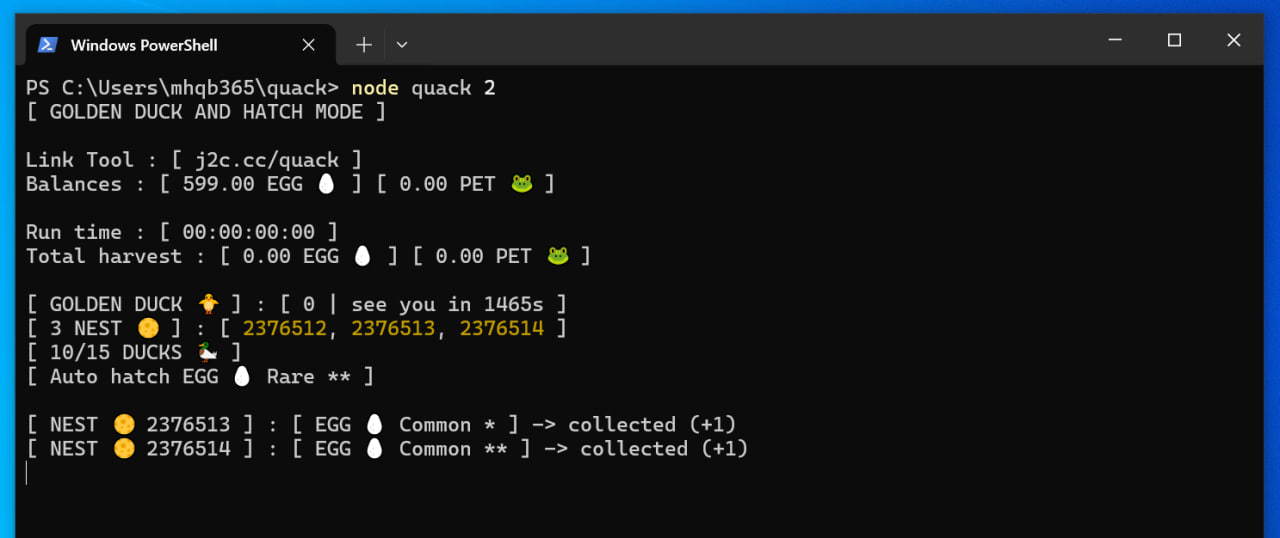 Windows PowerShell
PS C:\Users\mhqb365\quack> node quack 2
[ GOLDEN DUCK AND HATCH MODE ]
Link Tool : [ j2c.cc/quack ]
Balances : [ 599.00 EGG 🥚 ] [ 0.00 PET 🐸 ]
Run time : [ 00:00:00:00 ]
Total harvest : [ 0.00 EGG 🥚 ] [ 0.00 PET 🐸 ]
[ GOLDEN DUCK 🐥 ] : [ 0 | see you in 1465s ]
[ 3 NEST 🌕 ] : [ 2376512, 2376513, 2376514 ]
[ 10/15 DUCKS 🦆 ]
[ Auto hatch EGG 🥚 Rare ** ]
[ NEST 🌕 2376513 ] : [ EGG 🥚 Common * ] -> collected (+1)
[ NEST 🌕 2376514 ] : [ EGG 🥚 Common ** ] -> collected (+1)